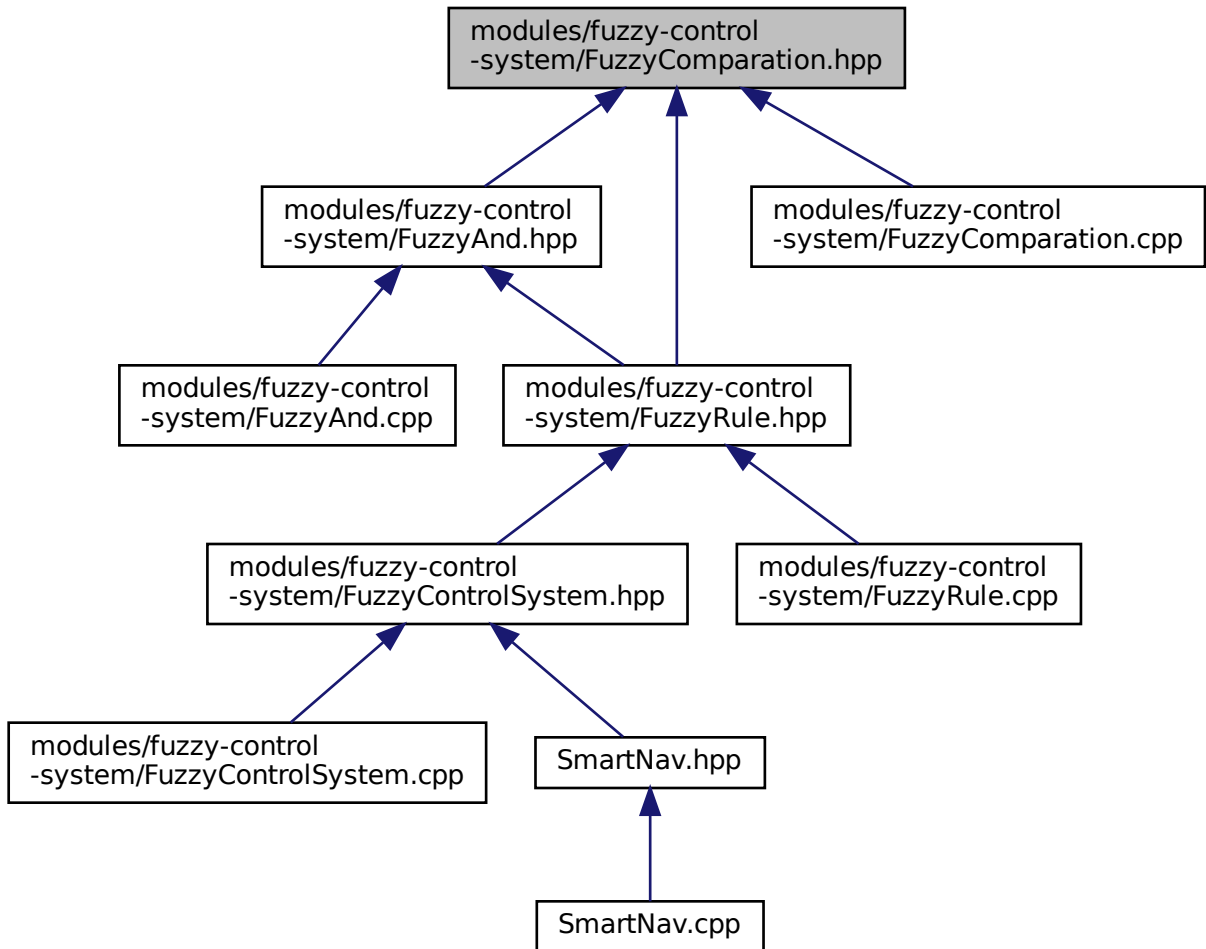 modules/fuzzy-control
-system/FuzzyComparation.hpp
modules/fuzzy-control
-system/FuzzyAnd.hpp
modules/fuzzy-control
-system/FuzzyComparation.cpp
modules/fuzzy-control
-system/FuzzyAnd.cpp
modules/fuzzy-control
-system/FuzzyRule.hpp
modules/fuzzy-control
-system/FuzzyControlSystem.hpp
modules/fuzzy-control
-system/FuzzyRule.cpp
modules/fuzzy-control
-system/FuzzyControlSystem.cpp
SmartNav.hpp
SmartNav.cpp